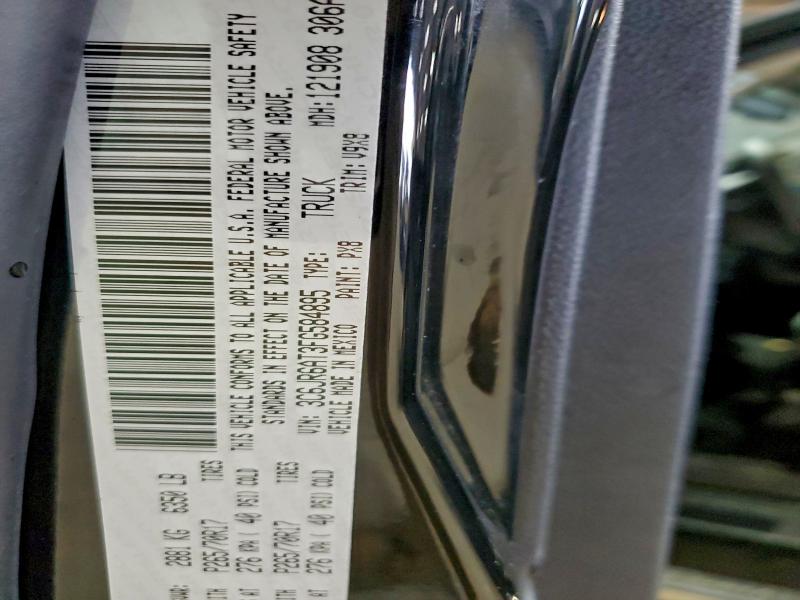 2881 KG 6350 LB
P265/70R17 TIRES
276 KPA ( 40 PSI) COLD
P265/70R17 TIRES
276 KPA ( 40 PSI) COLD
THIS VEHICLE CONFORMS TO ALL APPLICABLE U.S.A. FEDERAL MOTOR VEHICLE SAFETY
STANDARDS IN EFFECT ON THE DATE OF MANUFACTURE SHOWN ABOVE.
VIN: 3C6JR6AT3FG584895 TYPE: TRUCK MDH: 121908 306A
VEHICLE MADE IN MEXICO PAINT: PX8 TRIM: V9X8